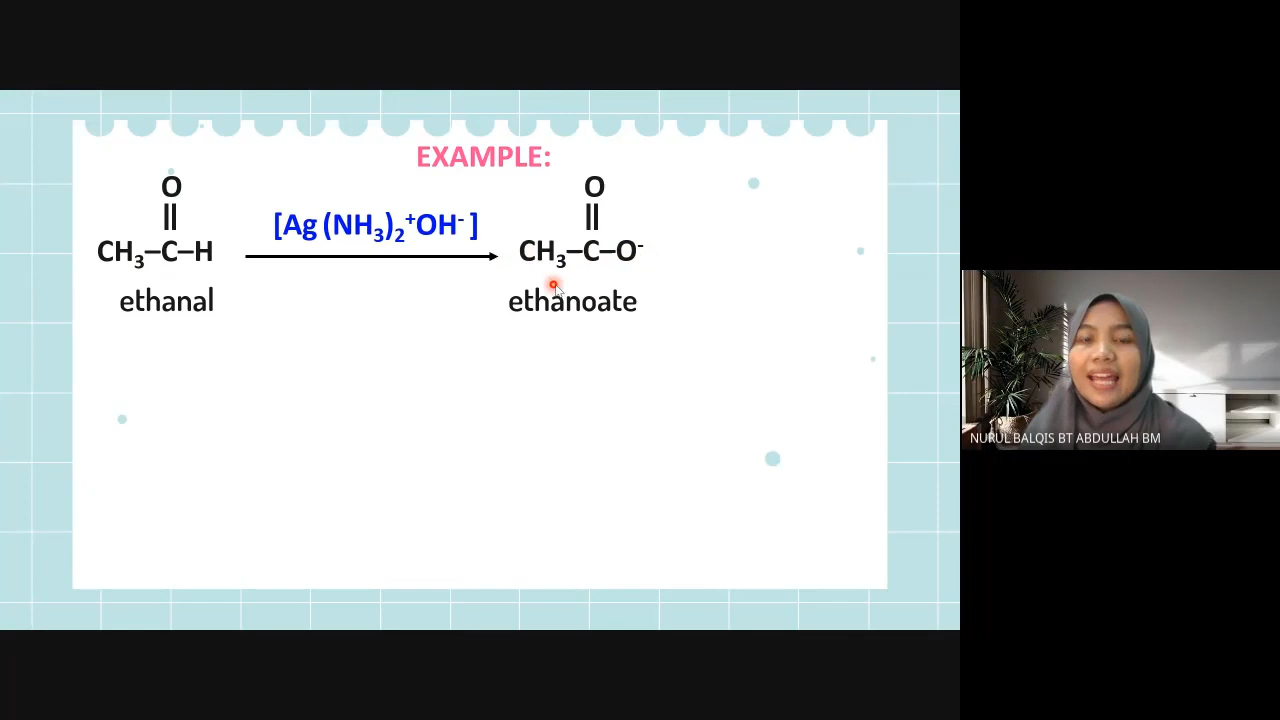 EXAMPLE:
O
||
CH₃–C–H
[Ag (NH₃)₂⁺OH⁻ ]
O
||
CH₃–C–O⁻
ethanal
ethanoate
NURUL BALQIS BT ABDULLAH BM